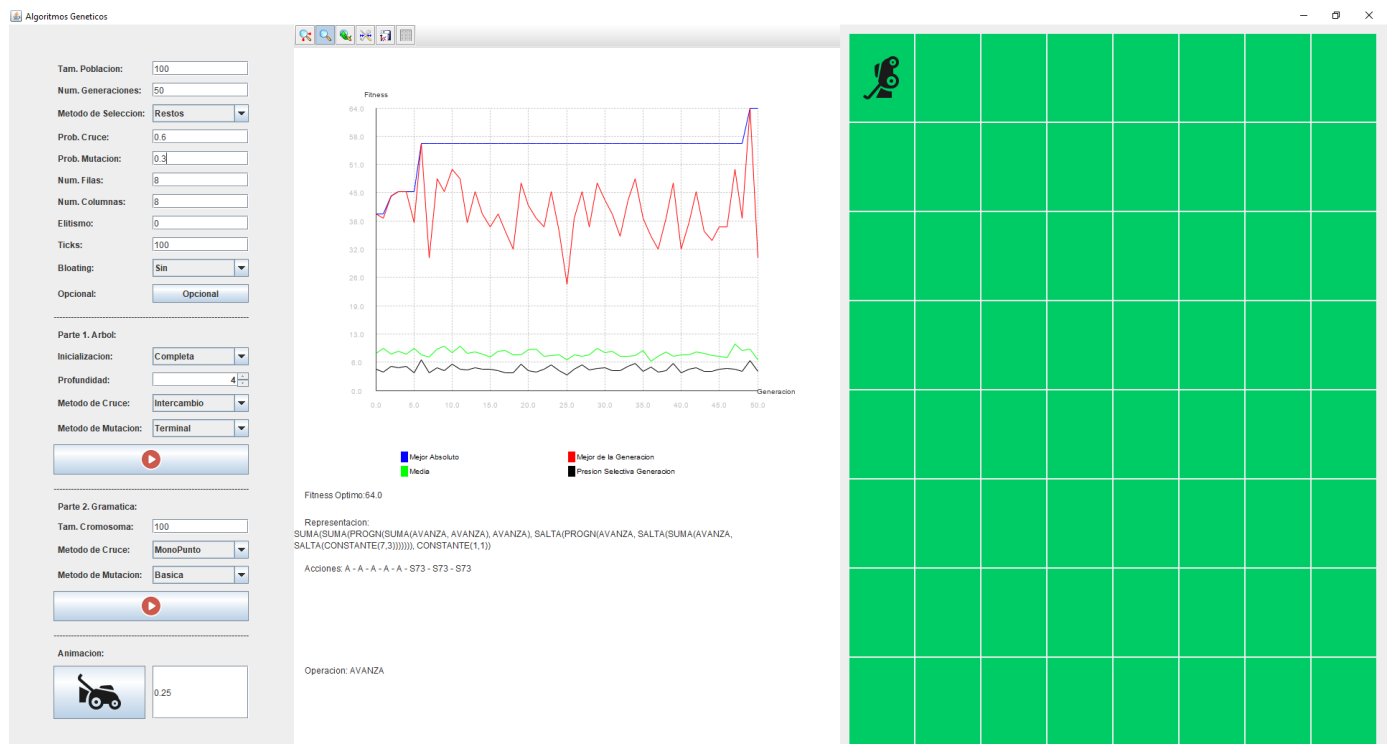 Algoritmos Geneticos
Tam. Poblacion: 100
Num. Generaciones: 50
Metodo de Seleccion: Restos
Prob. Cruce: 0.6
Prob. Mutacion: 0.3
Num. Filas: 8
Num. Columnas: 8
Elitismo: 0
Ticks: 100
Bloating: Sin
Opcional: Opcional
Parte 1. Arbol:
Inicializacion: Completa
Profundidad: 4
Metodo de Cruce: Intercambio
Metodo de Mutacion: Terminal
Parte 2. Gramatica:
Tam. Cromosoma: 100
Metodo de Cruce: MonoPunto
Metodo de Mutacion: Basica
Animacion:
0.25
Fitness
64.0
58.0
51.0
45.0
38.0
32.0
26.0
19.0
13.0
6.0
0.0
Generacion
0.0 5.0 10.0 15.0 20.0 25.0 30.0 35.0 40.0 45.0 50.0
Mejor Absoluto Mejor de la Generacion
Media Presion Selectiva Generacion
Fitness Optimo:64.0
Representacion:
SUMA(SUMA(PROGN(SUMA(AVANZA, AVANZA), AVANZA), SALTA(PROGN(AVANZA, SALTA(SUMA(AVANZA,
SALTA(CONSTANTE(7,3))))))), CONSTANTE(1,1))
Acciones: A - A - A - A - A - S73 - S73 - S73
Operacion: AVANZA